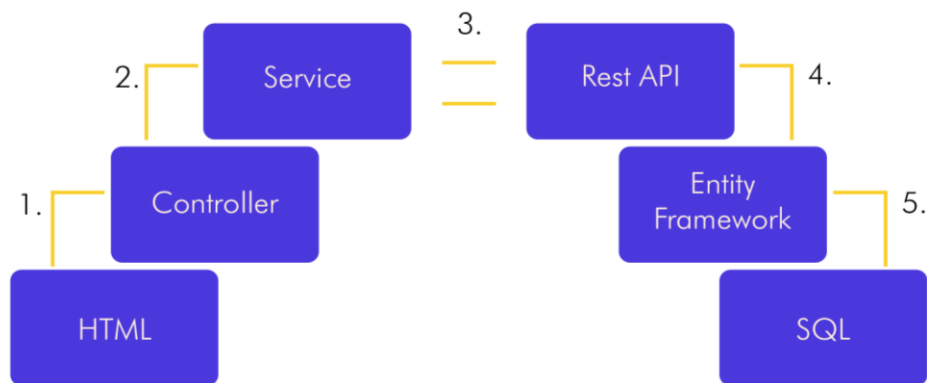 3.
2.
Service
Rest API
4.
1.
Controller
Entity
Framework
5.
HTML
SQL